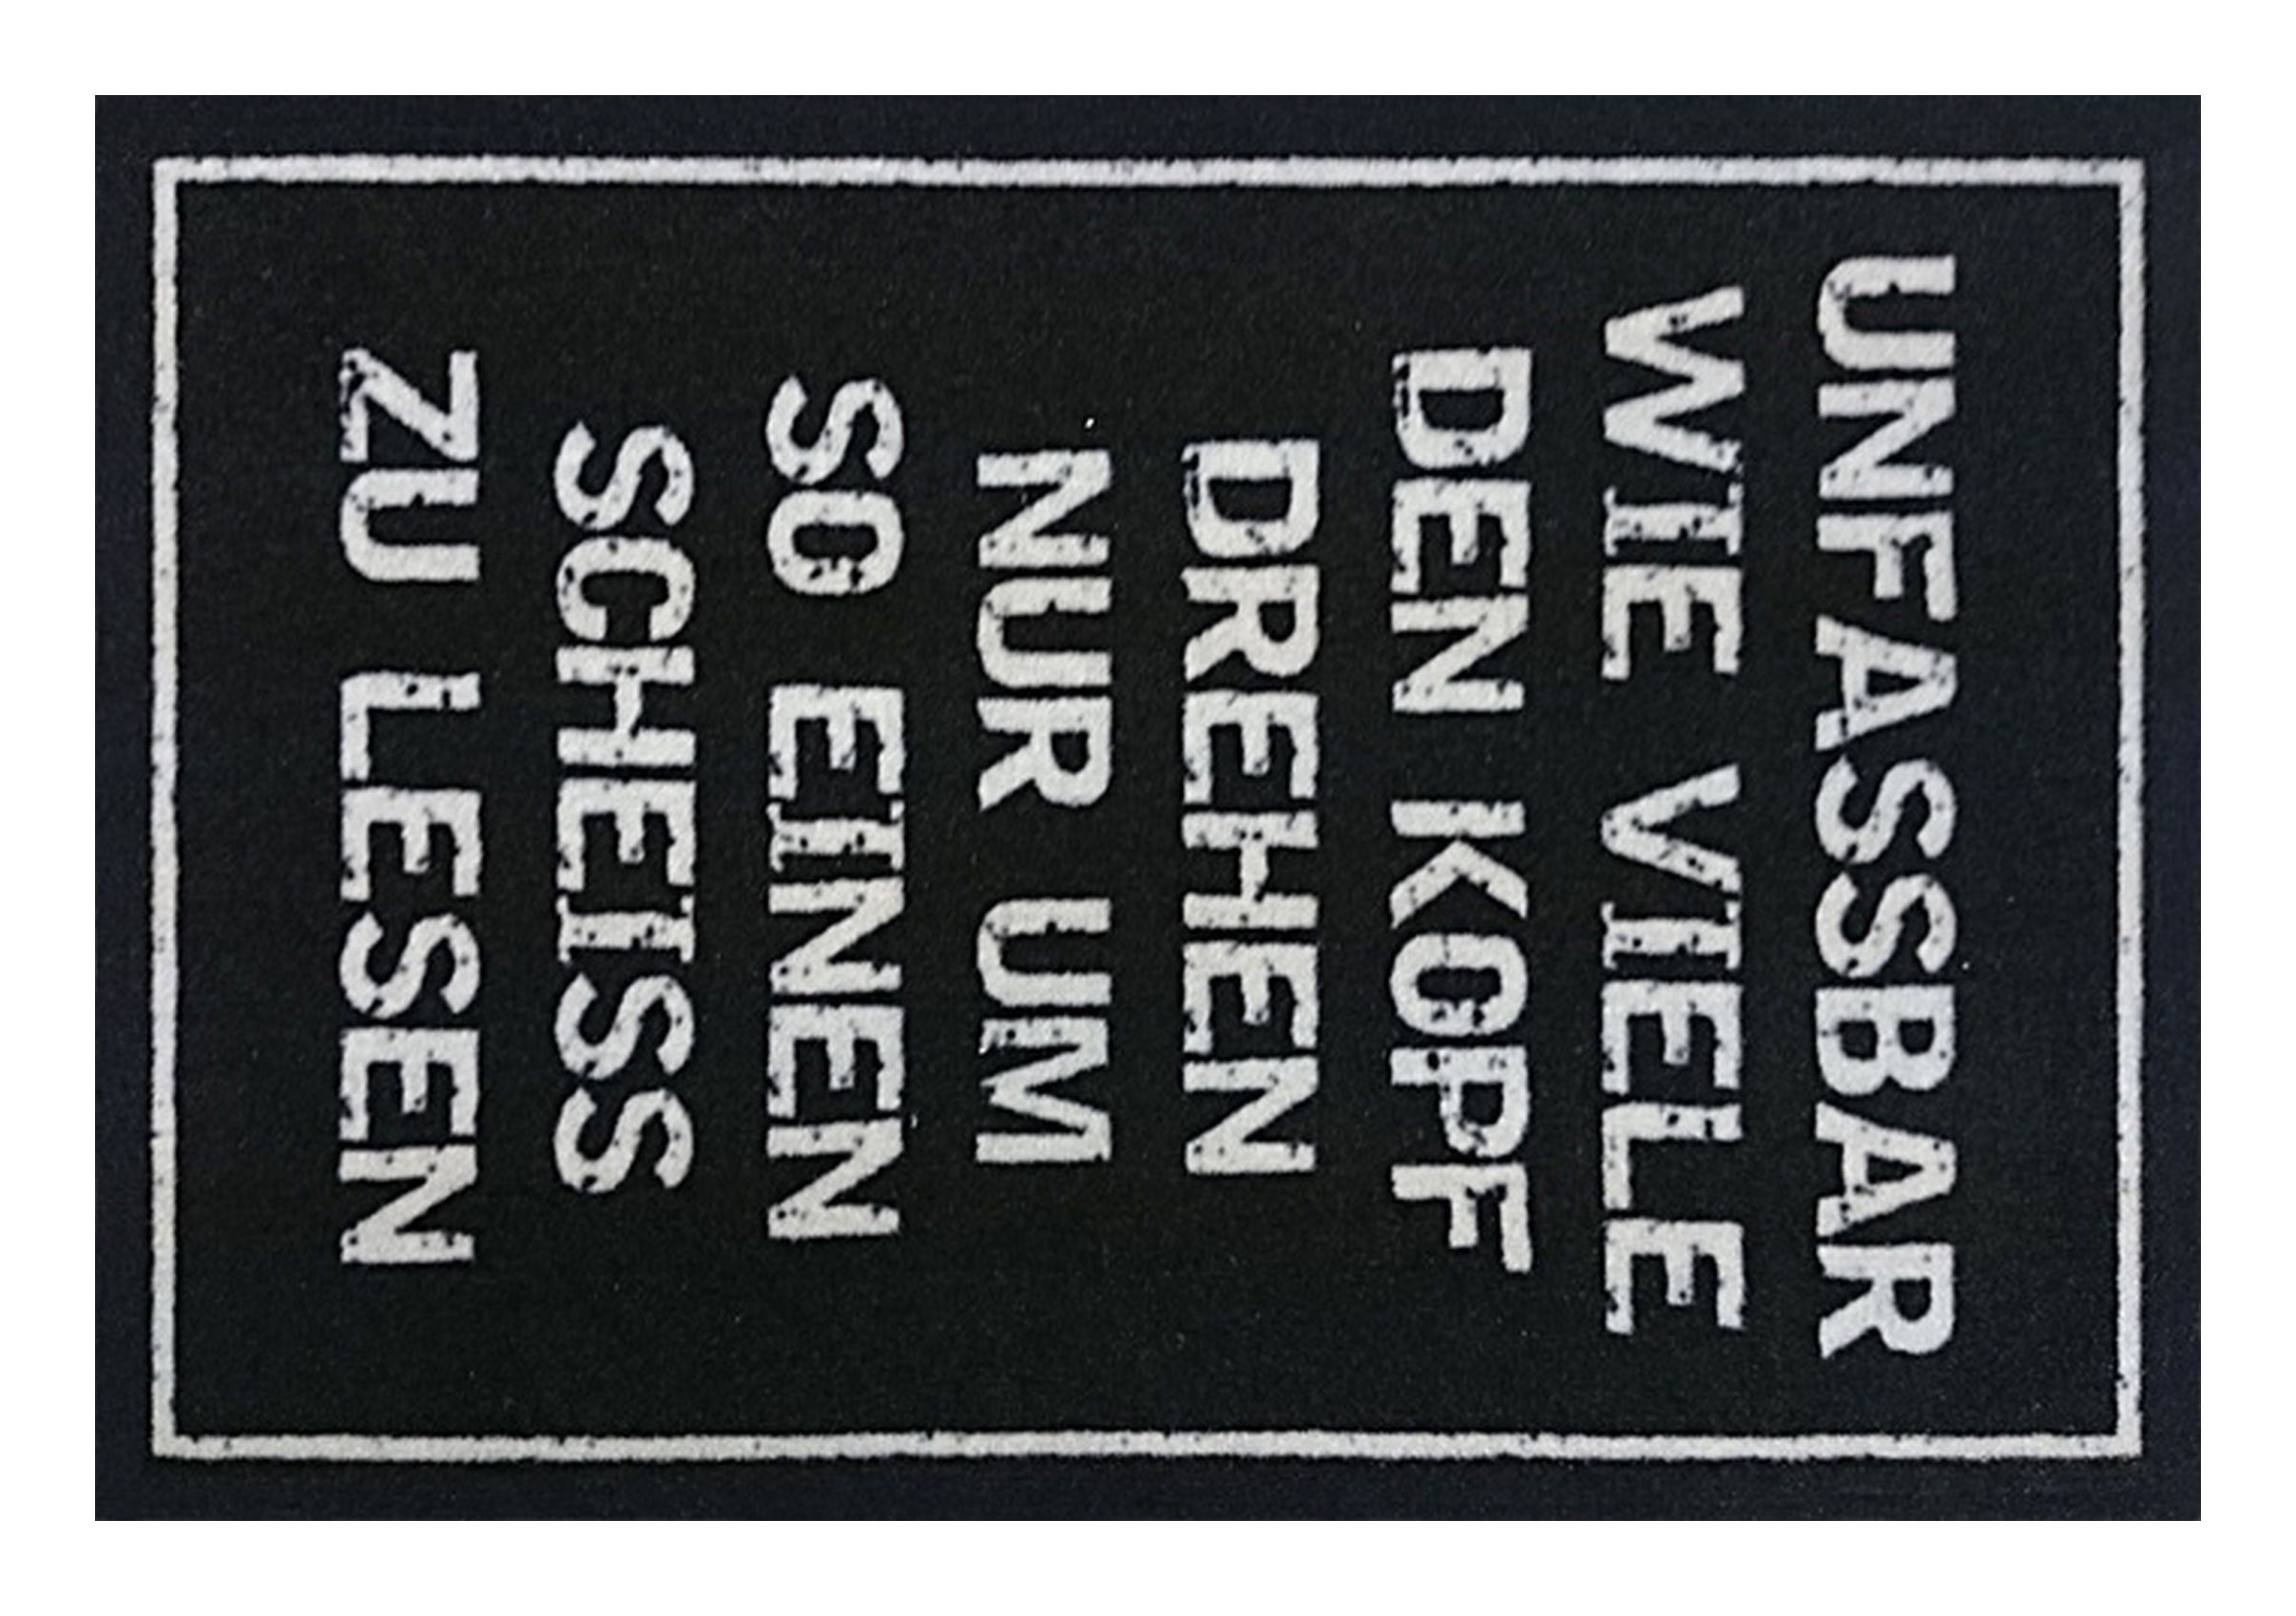 UNFASSBAR
WIE VIELE
DEN KOPF
DREHEN
NUR UM
SO EINEN
SCHEISS
ZU LESEN